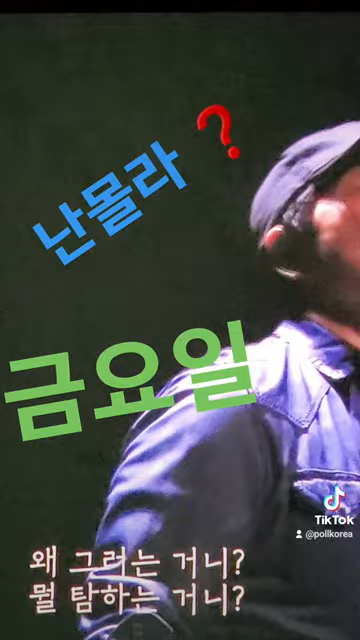 난몰라 ?
금요일
TikTok
@pollkorea
왜 그러는 거니?
뭘 탐하는 거니?